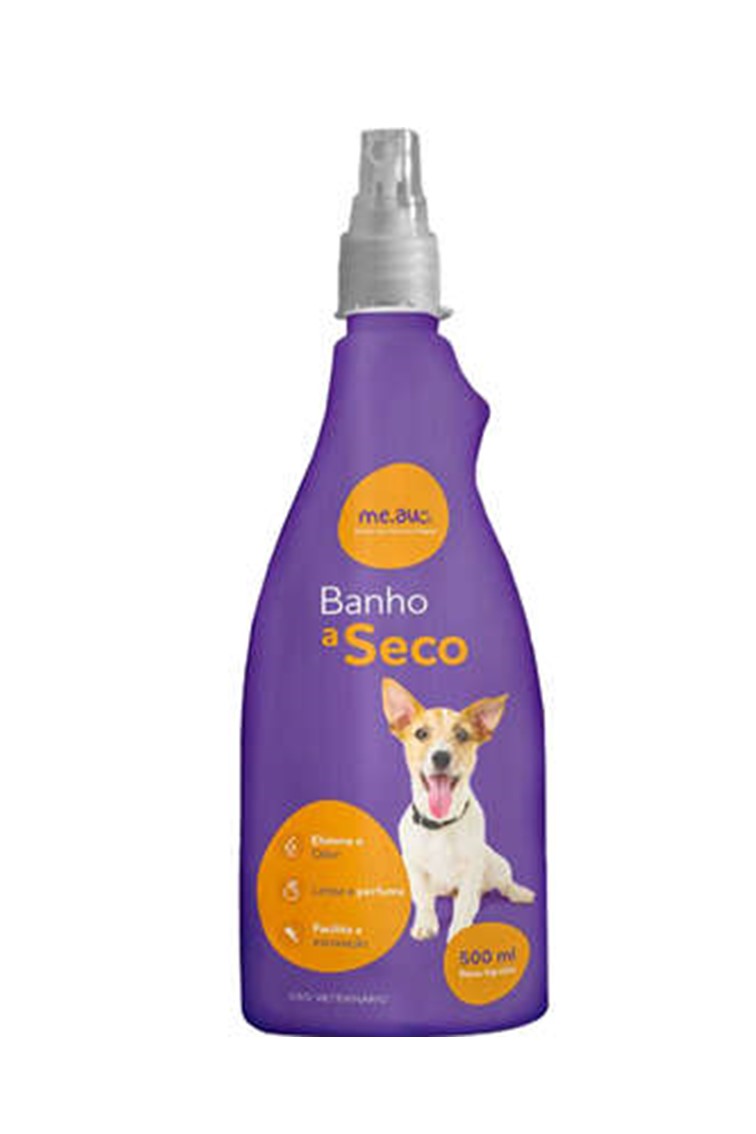 me.au
Banho
a Seco
Elimina o
Odor
Limpa e perfuma
Facilita a
escovação
500 ml
USO VETERINÁRIO